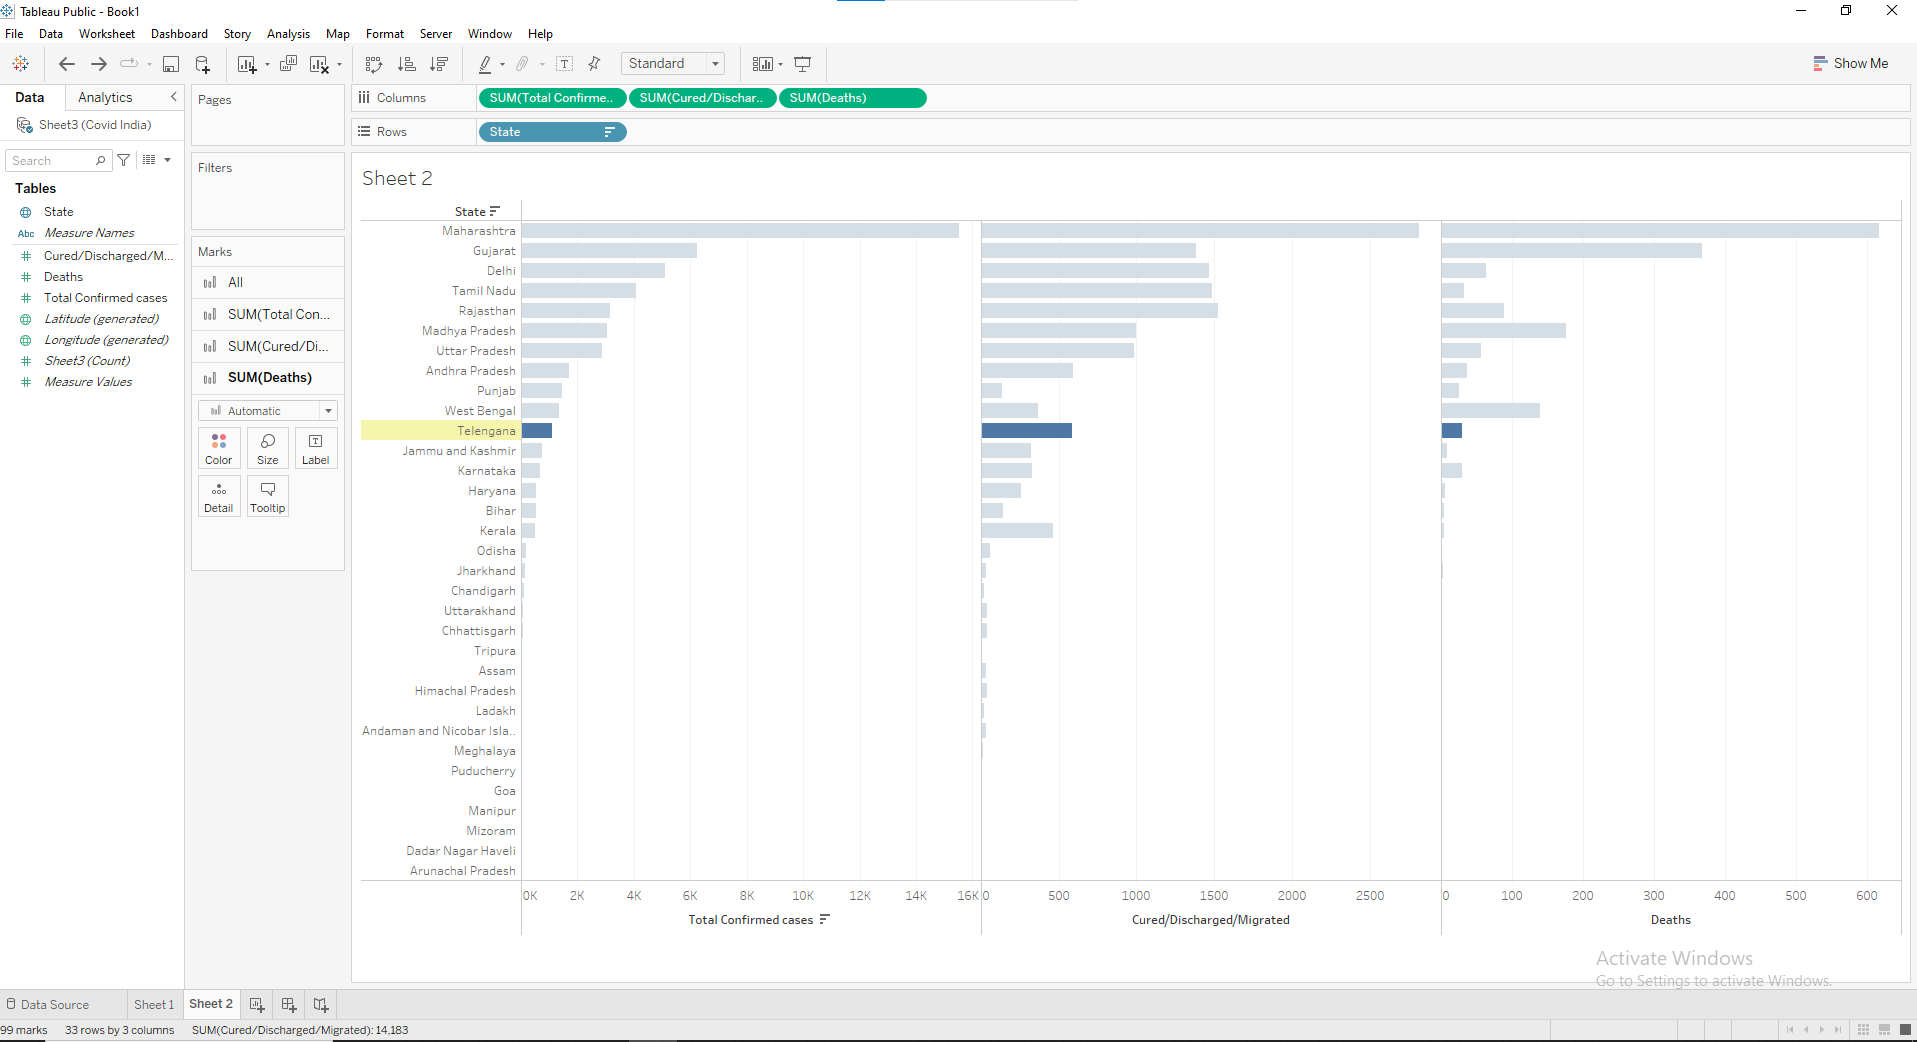 Tableau Public - Book1
File Data Worksheet Dashboard Story Analysis Map Format Server Window Help
Standard
Show Me
Data Analytics
Sheet3 (Covid India)
Search
Tables
State
Abc Measure Names
Cured/Discharged/M...
Deaths
Total Confirmed cases
Latitude (generated)
Longitude (generated)
Sheet3 (Count)
Measure Values
Pages
Filters
Marks
All
SUM(Total Con...
SUM(Cured/Di...
SUM(Deaths)
Automatic
Color Size Label
Detail Tooltip
Columns SUM(Total Confirme.. SUM(Cured/Dischar.. SUM(Deaths)
Rows State
Sheet 2
State
Maharashtra
Gujarat
Delhi
Tamil Nadu
Rajasthan
Madhya Pradesh
Uttar Pradesh
Andhra Pradesh
Punjab
West Bengal
Telengana
Jammu and Kashmir
Karnataka
Haryana
Bihar
Kerala
Odisha
Jharkhand
Chandigarh
Uttarakhand
Chhattisgarh
Tripura
Assam
Himachal Pradesh
Ladakh
Andaman and Nicobar Isla..
Meghalaya
Puducherry
Goa
Manipur
Mizoram
Dadar Nagar Haveli
Arunachal Pradesh
0K 2K 4K 6K 8K 10K 12K 14K 16K 0 500 1000 1500 2000 2500 0 100 200 300 400 500 600
Total Confirmed cases Cured/Discharged/Migrated Deaths
Activate Windows
Go to Settings to activate Windows.
Data Source Sheet 1 Sheet 2
99 marks 33 rows by 3 columns SUM(Cured/Discharged/Migrated): 14,183